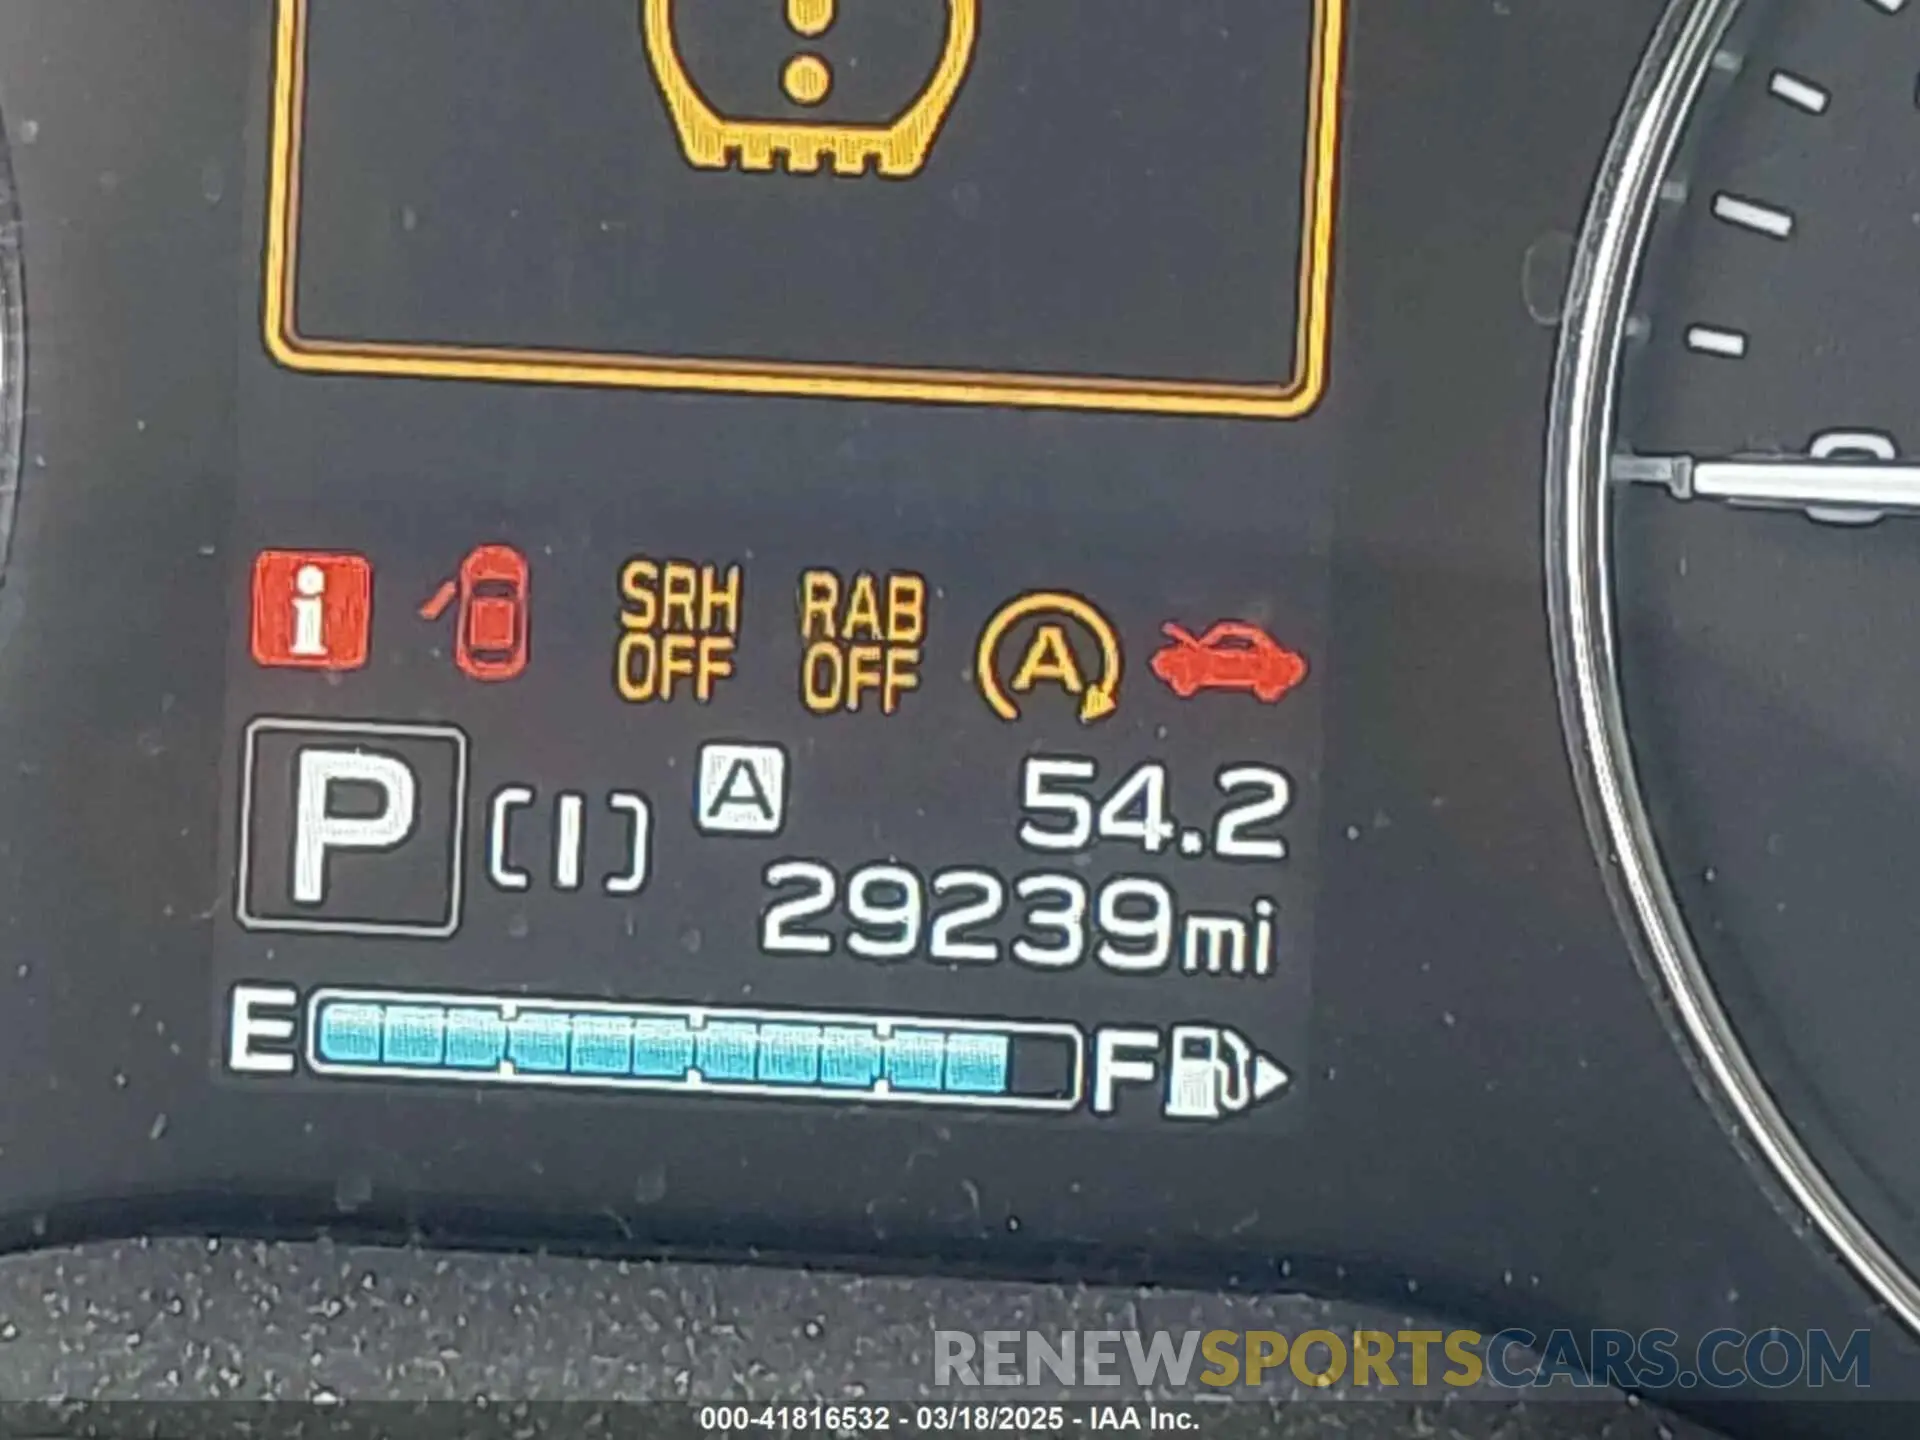 SRH OFF
RAB OFF
A
P
[I]
A
54.2
29239mi
E
F
RENEWSPORTSCARS.COM
000-41816532 - 03/18/2025 - IAA Inc.